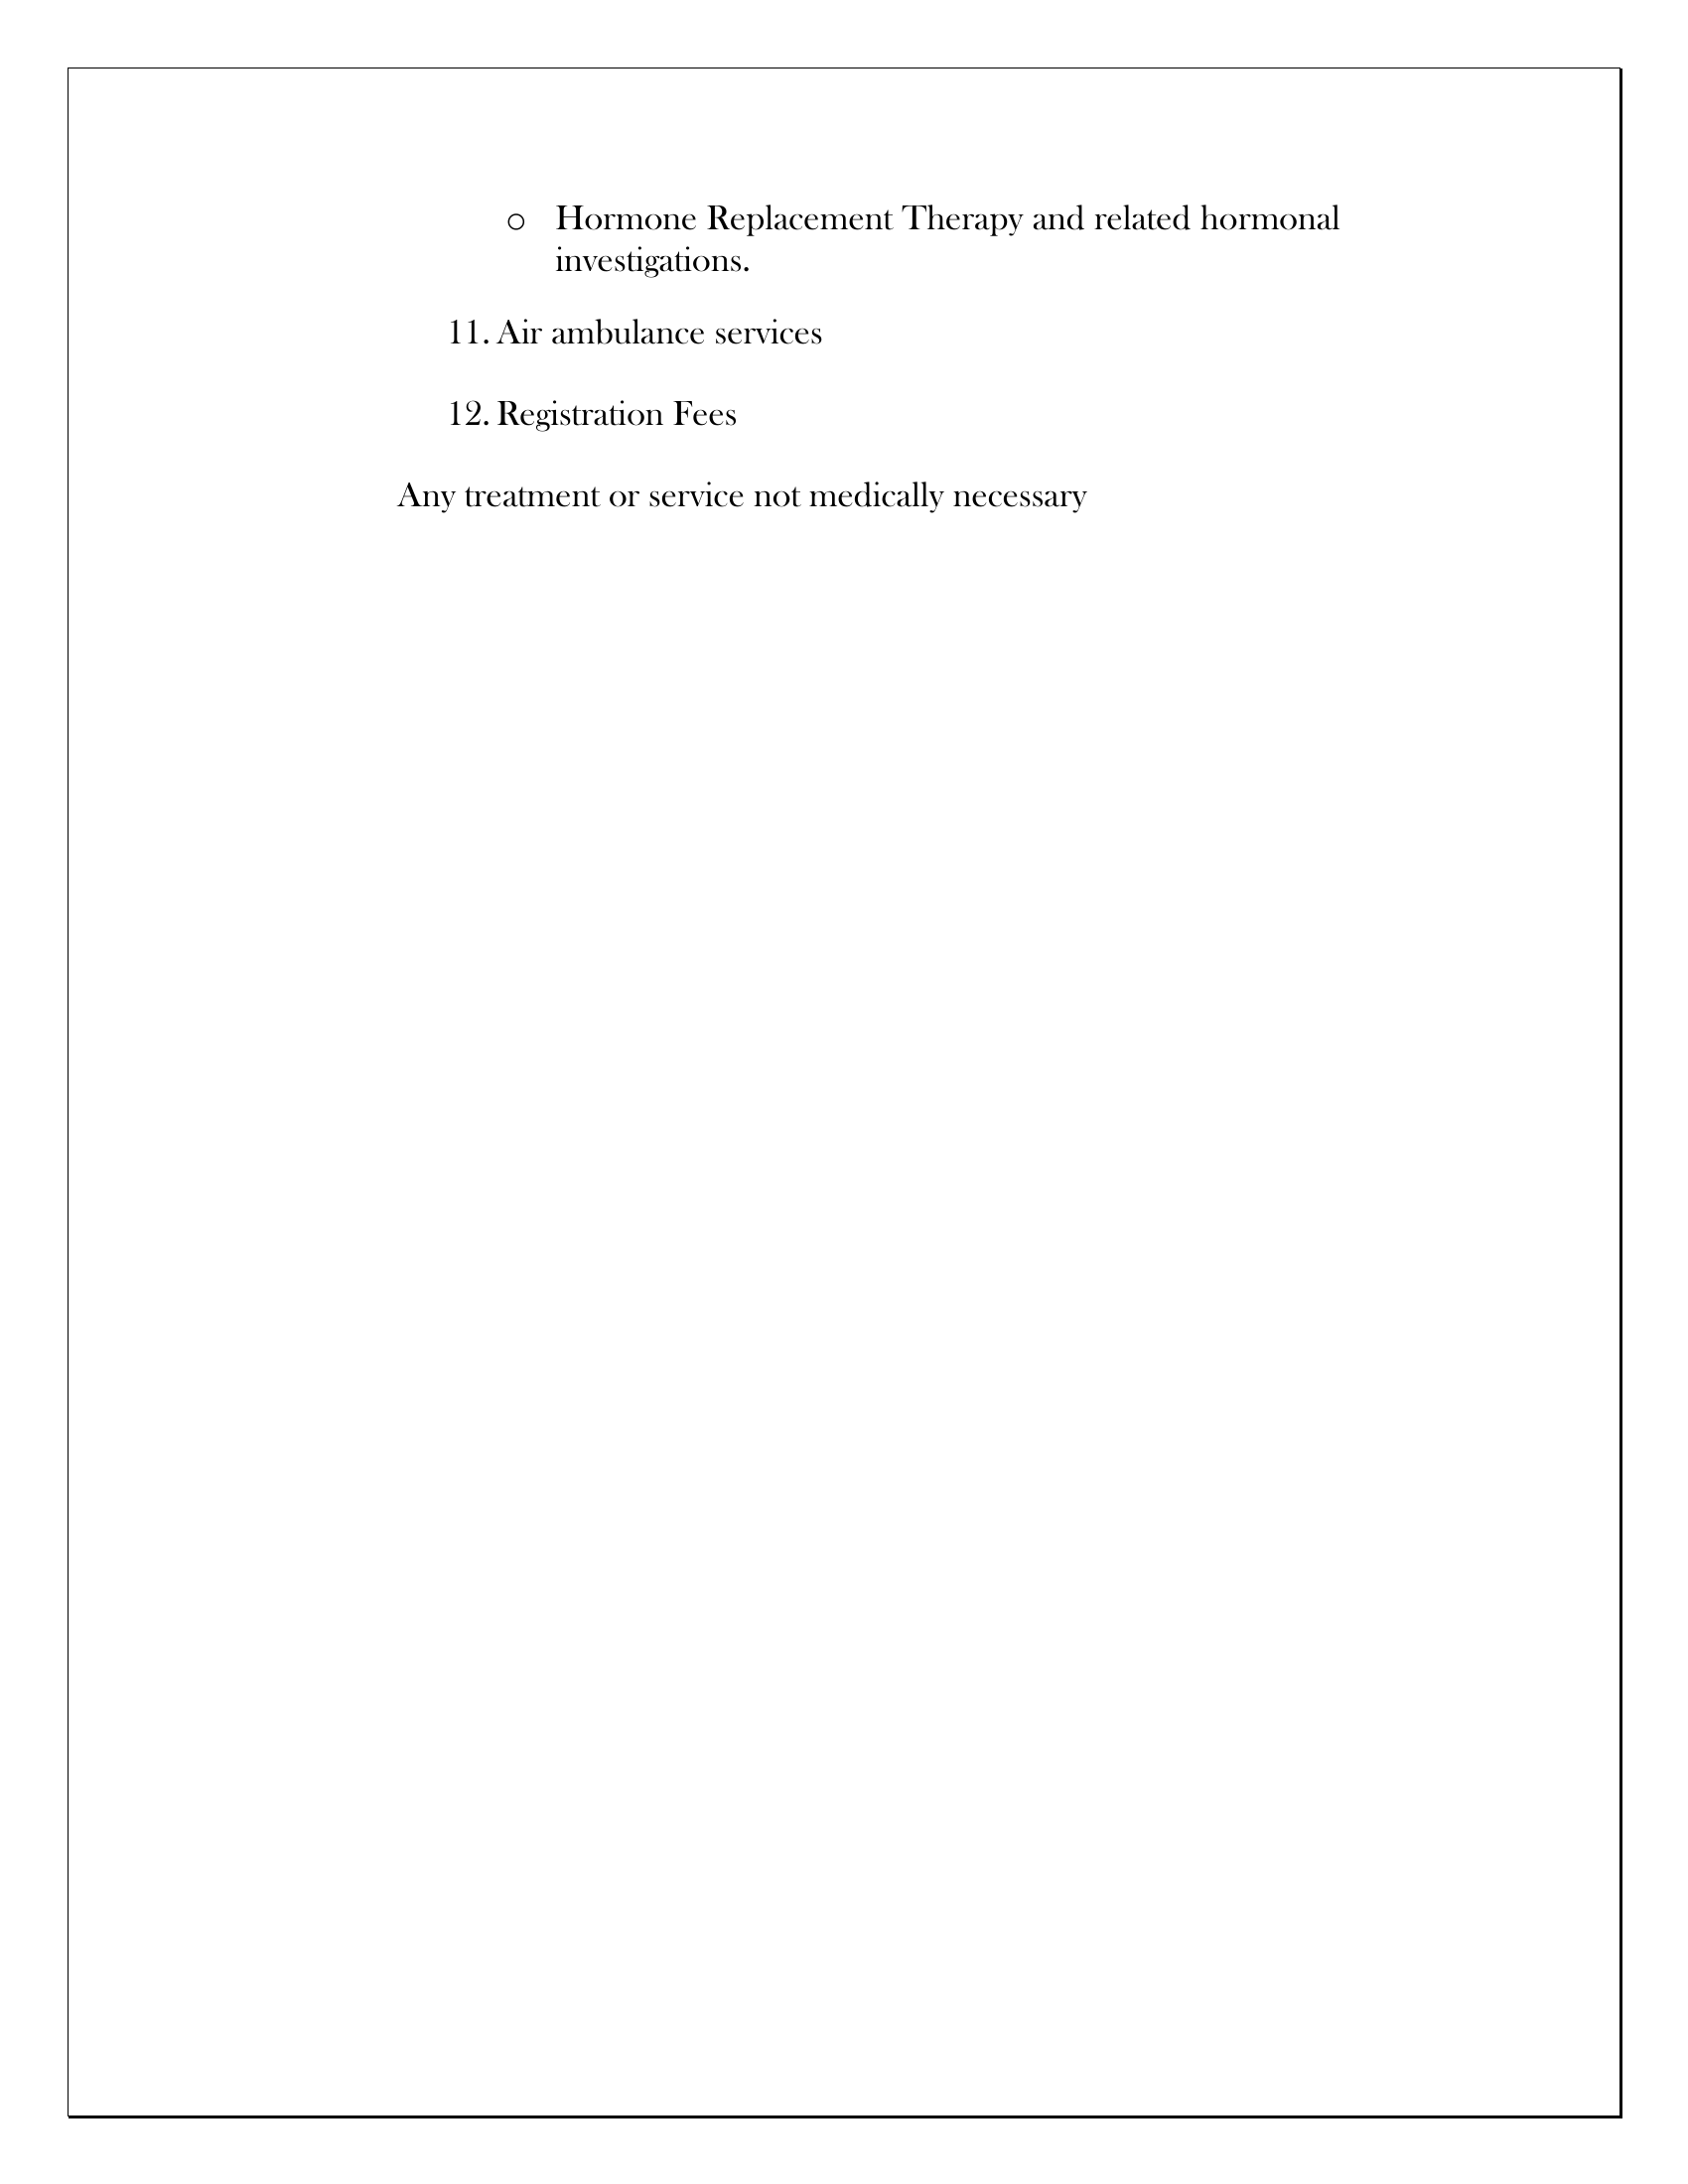 o Hormone Replacement Therapy and related hormonal
investigations.
11. Air ambulance services
12. Registration Fees
Any treatment or service not medically necessary